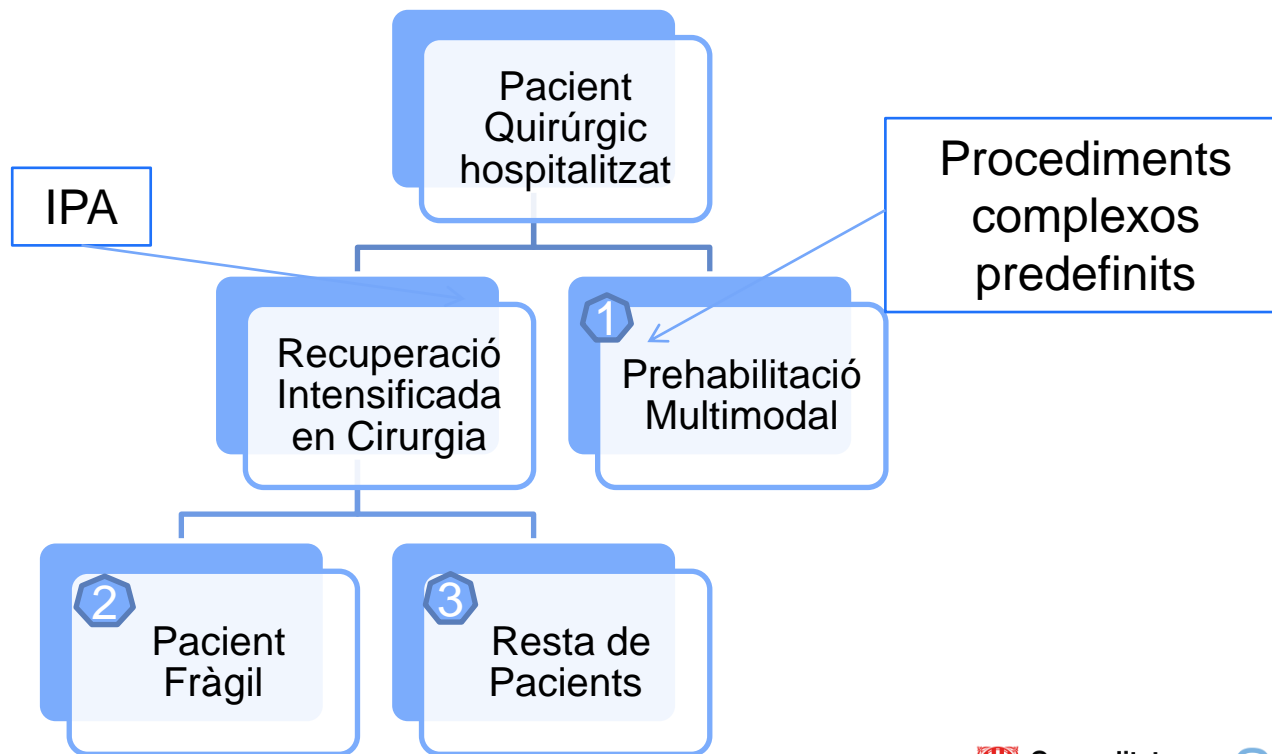 Pacient
Quirúrgic
hospitalitzat
IPA
Procediments
complexos
predefinits
Recuperació
Intensificada
en Cirurgia
1
Prehabilitació
Multimodal
2
Pacient
Fràgil
3
Resta de
Pacients